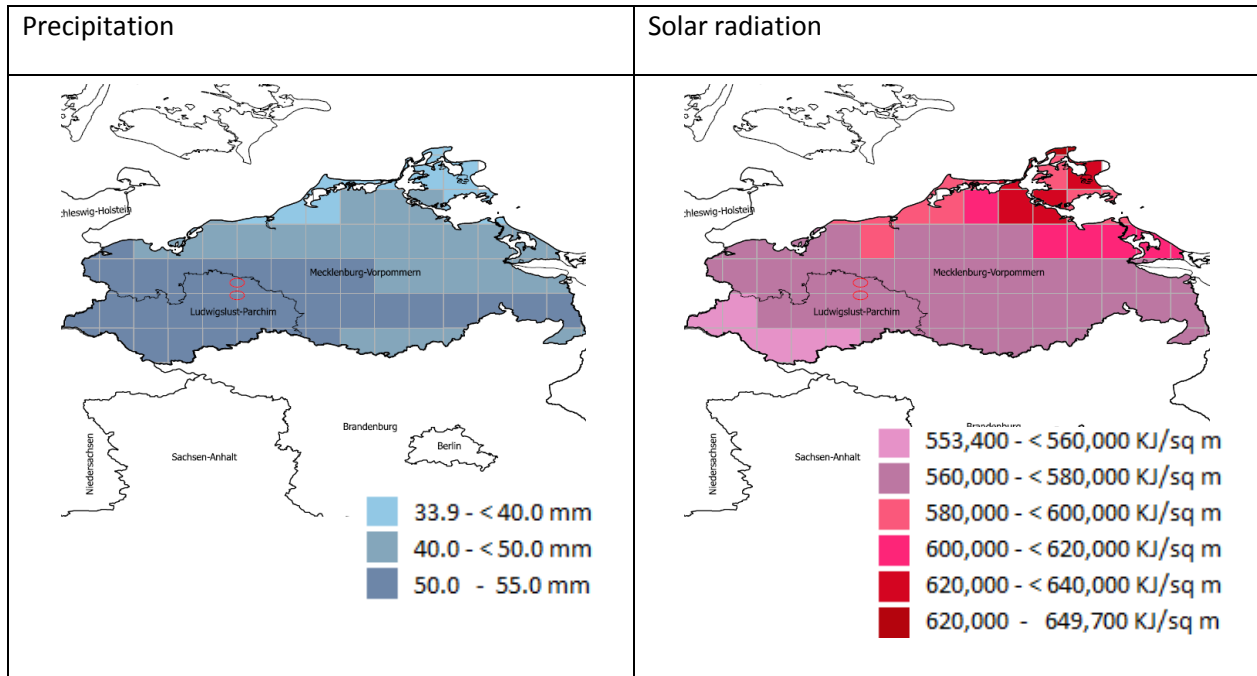 Precipitation
Solar radiation
chleswig-Holstein
Mecklenburg-Vorpommern
Ludwigslust-Parchim
Brandenburg
Berlin
Sachsen-Anhalt
Niedersachsen
33.9 - < 40.0 mm
40.0 - < 50.0 mm
50.0 - 55.0 mm
Schleswig-Holstein
Mecklenburg-Vorpommern
Ludwigslust-Parchim
Brandenburg
Berlin
Sachsen-Anhalt
Niedersachsen
553,400 - < 560,000 KJ/sq m
560,000 - < 580,000 KJ/sq m
580,000 - < 600,000 KJ/sq m
600,000 - < 620,000 KJ/sq m
620,000 - < 640,000 KJ/sq m
620,000 - 649,700 KJ/sq m